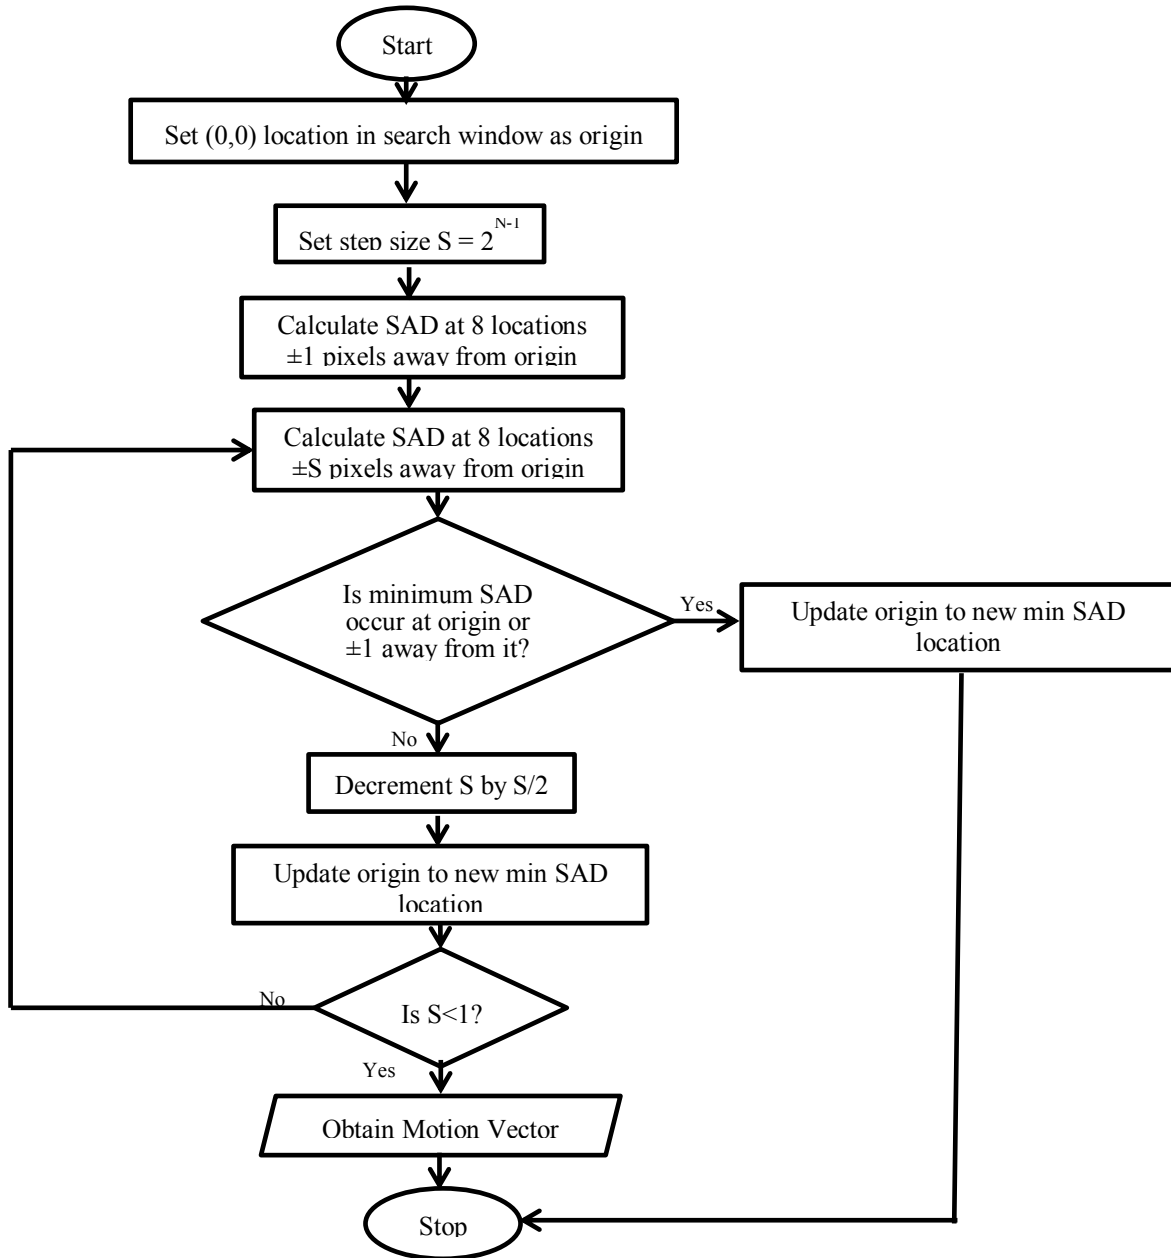 Start
Set (0,0) location in search window as origin
Set step size S = 2^N-1
Calculate SAD at 8 locations
±1 pixels away from origin
Calculate SAD at 8 locations
±S pixels away from origin
Is minimum SAD
occur at origin or
±1 away from it?
Yes
Update origin to new min SAD
location
No
Decrement S by S/2
Update origin to new min SAD
location
No
Is S<1?
Yes
Obtain Motion Vector
Stop